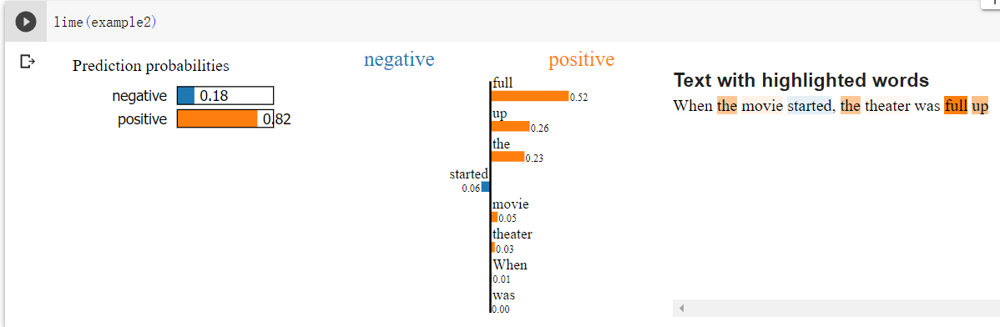 lime(example2)
Prediction probabilities
negative 0.18
positive 0.82
negative positive
full
0.52
up
0.26
the
0.23
started
0.06
movie
0.05
theater
0.03
When
0.01
was
0.00
Text with highlighted words
When the movie started, the theater was full up